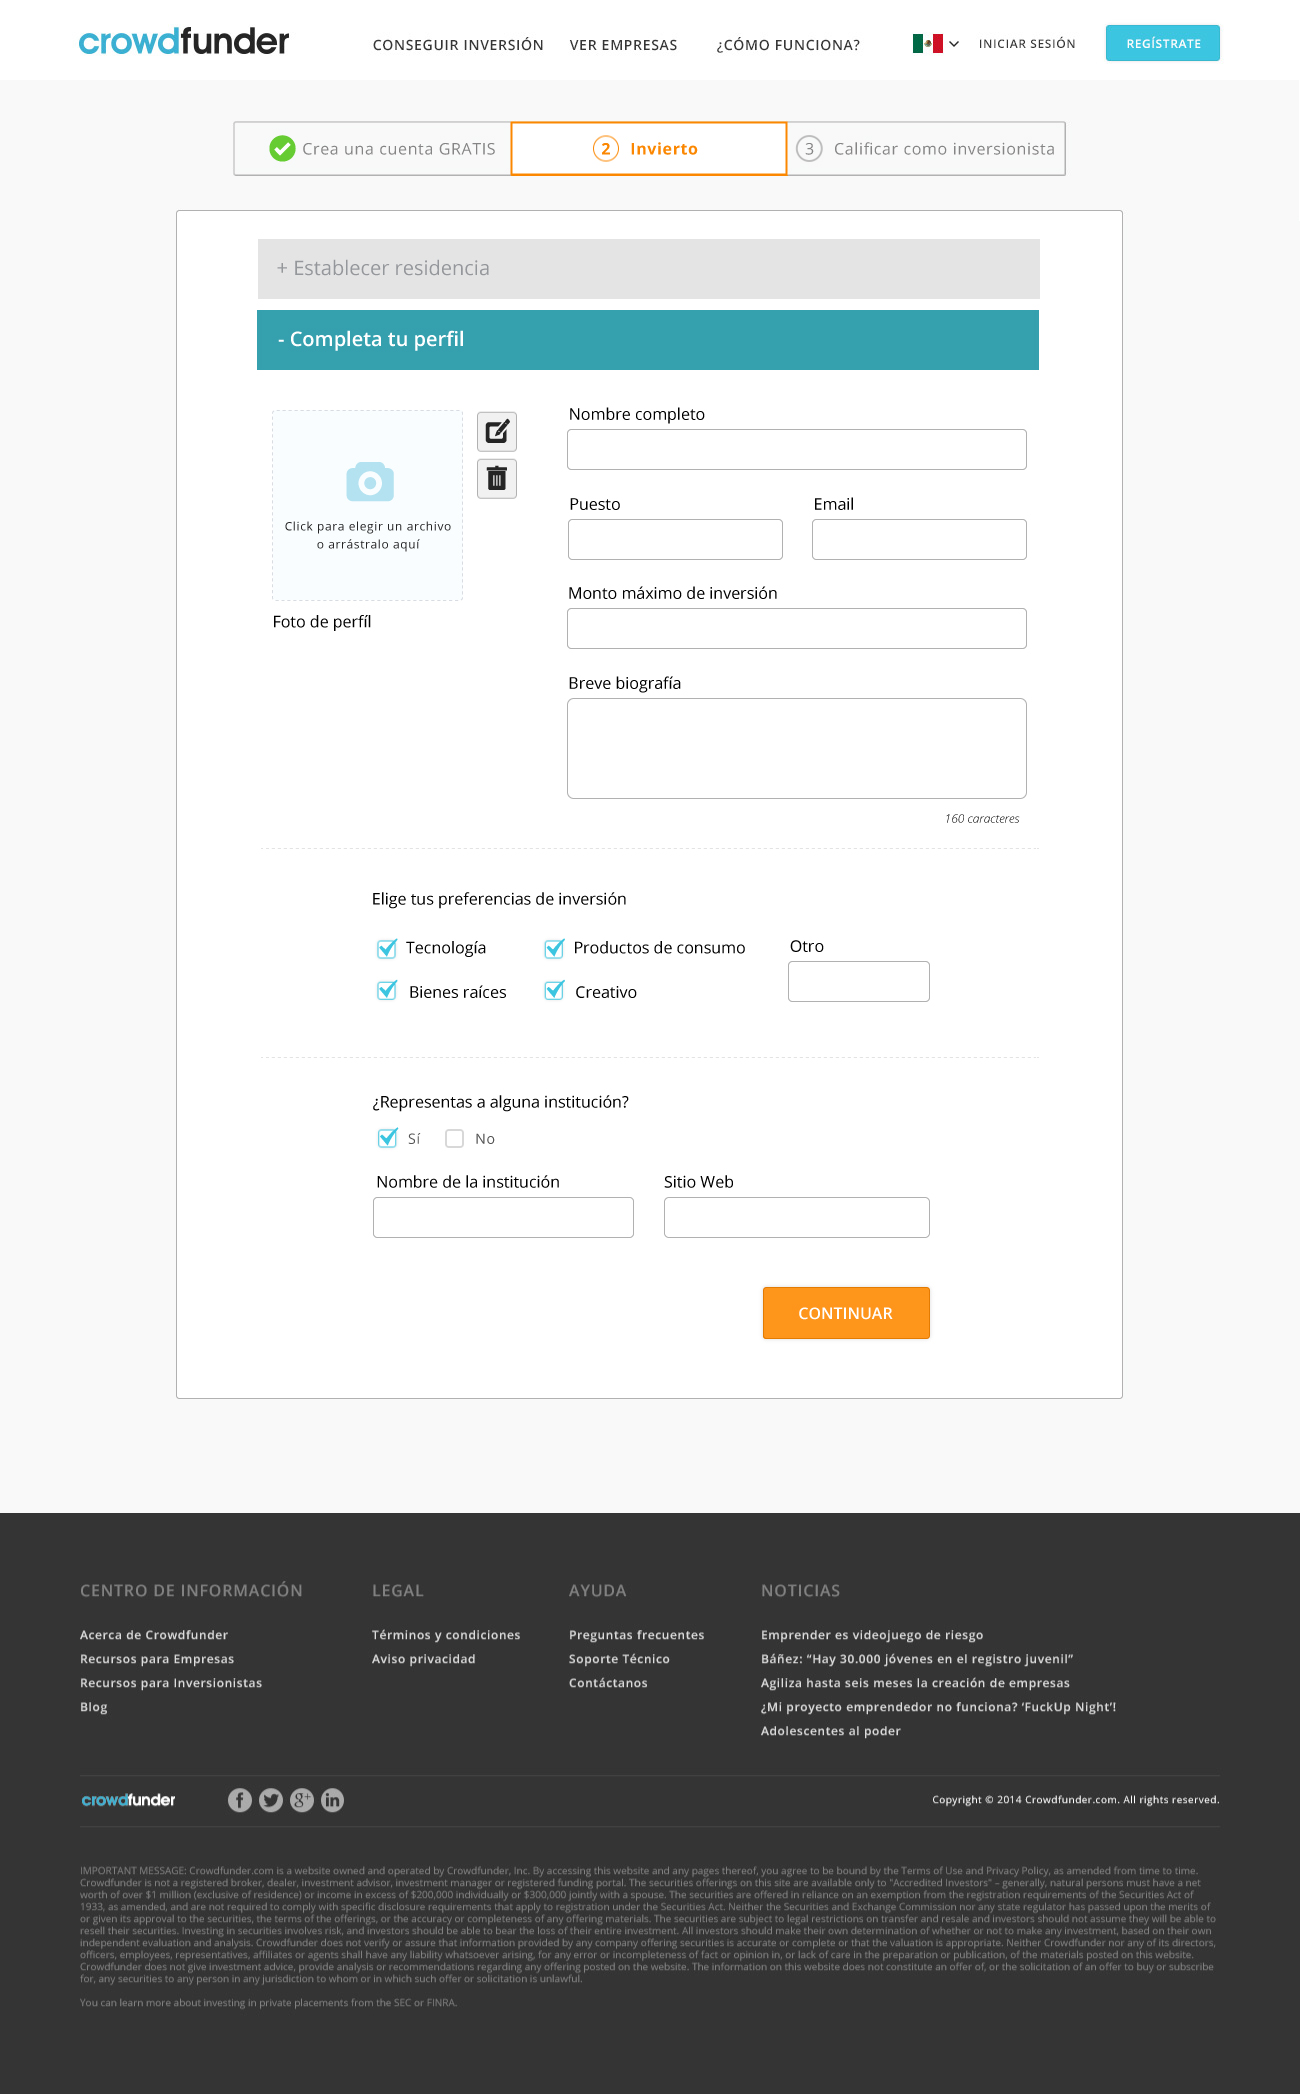 crowdfunder
CONSEGUIR INVERSIÓN VER EMPRESAS ¿CÓMO FUNCIONA? INICIAR SESIÓN REGÍSTRATE
Crea una cuenta GRATIS 2 Invierto 3 Calificar como inversionista
+ Establecer residencia
- Completa tu perfil
Click para elegir un archivo
o arrástralo aquí
Foto de perfíl
Nombre completo
Puesto Email
Monto máximo de inversión
Breve biografía
160 caracteres
Elige tus preferencias de inversión
Tecnología Productos de consumo Otro
Bienes raíces Creativo
¿Representas a alguna institución?
Sí No
Nombre de la institución Sitio Web
CONTINUAR
CENTRO DE INFORMACIÓN LEGAL AYUDA NOTICIAS
Acerca de Crowdfunder Términos y condiciones Preguntas frecuentes Emprender es videojuego de riesgo
Recursos para Empresas Aviso privacidad Soporte Técnico Báñez: “Hay 30.000 jóvenes en el registro juvenil”
Recursos para Inversionistas Contáctanos Agiliza hasta seis meses la creación de empresas
Blog ¿Mi proyecto emprendedor no funciona? ‘FuckUp Night’!
Adolescentes al poder
crowdfunder f g+ in Copyright © 2014 Crowdfunder.com. All rights reserved.
IMPORTANT MESSAGE: Crowdfunder.com is a website owned and operated by Crowdfunder, Inc. By accessing this website and any pages thereof, you agree to be bound by the Terms of Use and Privacy Policy, as amended from time to time.
Crowdfunder is not a registered broker, dealer, investment advisor, investment manager or registered funding portal. The securities offerings on this site are available only to "Accredited Investors" – generally, natural persons must have a net
worth of over $1 million (exclusive of residence) or income in excess of $200,000 individually or $300,000 jointly with a spouse. The securities are offered in reliance on an exemption from the registration requirements of the Securities Act of
1933, as amended, and are not required to comply with specific disclosure requirements that apply to registration under the Securities Act. Neither the Securities and Exchange Commission nor any state regulator has passed upon the merits of
or given its approval to the securities, the terms of the offerings, or the accuracy or completeness of any offering materials. The securities are subject to legal restrictions on transfer and resale and investors should not assume they will be able to
resell their securities. Investing in securities involves risk, and investors should be able to bear the loss of their entire investment. All investors should make their own determination of whether or not to make any investment, based on their own
independent evaluation and analysis. Crowdfunder does not verify or assure that information provided by any company offering securities is accurate or complete or that the valuation is appropriate. Neither Crowdfunder nor any of its directors,
officers, employees, representatives, affiliates or agents shall have any liability whatsoever arising, for any error or incompleteness of fact or opinion in, or lack of care in the preparation or publication, of the materials posted on this website.
Crowdfunder does not give investment advice, provide analysis or recommendations regarding any offering posted on the website. The information on this website does not constitute an offer of, or the solicitation of an offer to buy or subscribe
for, any securities to any person in any jurisdiction to whom or in which such offer or solicitation is unlawful.
You can learn more about investing in private placements from the SEC or FINRA.